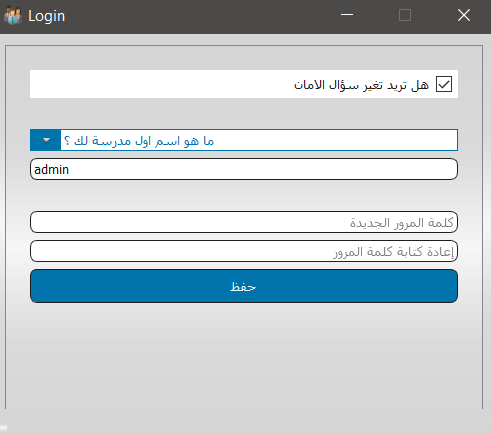 Login
هل تريد تغير سؤال الامان
ما هو اسم اول مدرسة لك ؟
admin
كلمة المرور الجديدة
إعادة كتابة كلمة المرور
حفظ